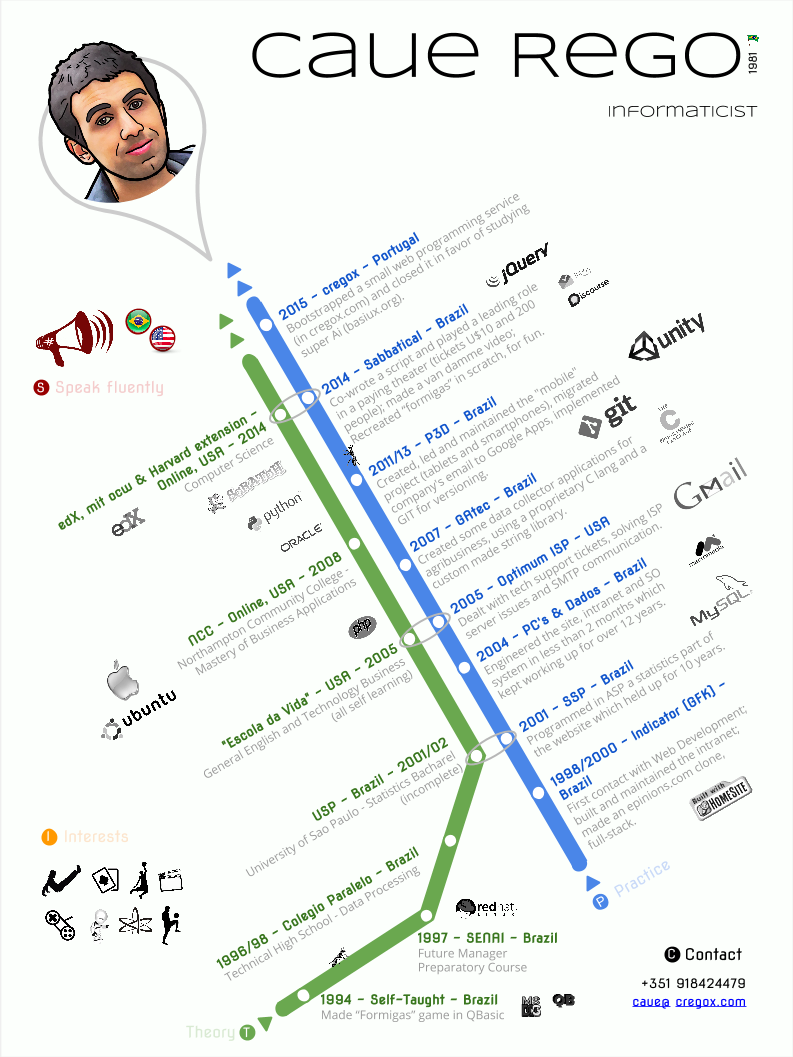 Caue Rego
1981
Informaticist
2015 - cregox - Portugal
Bootstrapped a small web programming service
(in cregox.com) and closed it in favor of studying
super Ai (basiux.org).
jQuery
Discourse
2014 - Sabbatical - Brazil
Co-wrote a script and played a leading role
in a paying theater (tickets U$10 and 200
people); made a van damme video;
Recreated "formigas" in scratch, for fun.
unity
# 
S Speak fluently
2011/13 - P3D - Brazil
Created, led and maintained the "mobile"
project (tablets and smartphones), migrated
company's email to Google Apps, implemented
GIT for versioning.
git
THE
C
edX, mit ocw & Harvard extension -
Online, USA - 2014
Computer Science
edX
SCRATCH
python
ORACLE
2007 - GAtec - Brazil
Created some data collector applications for
agribusiness, using a proprietary C lang and a
custom made string library.
Gmail
2005 - Optimum ISP - USA
Dealt with tech support tickets, solving ISP
server issues and SMTP communication.
macromedia
NCC - Online, USA - 2008
Northampton Community College -
Mastery of Business Applications
php
2004 - PC's & Dados - Brazil
Engineered the site, intranet and SO
system in less than 2 months which
kept working up for over 12 years.
MySQL
"Escola da Vida" - USA - 2005
General English and Technology Business
(all self learning)
ubuntu
2001 - SSP - Brazil
Programmed in ASP a statistics part of
the website which held up for 10 years.
USP - Brazil - 2001/02
University of Sao Paulo - Statistics Bacharel
(incomplete)
1998/2000 - Indicator (GFK) -
Brazil
First contact with Web Development;
built and maintained the intranet;
made an epinions.com clone,
full-stack.
Built with
HOMESITE
I Interests
P Practice
1996/98 - Colegio Paralelo - Brazil
Technical High School - Data Processing
redhat
LINUX
1997 - SENAI - Brazil
Future Manager
Preparatory Course
1994 - Self-Taught - Brazil
Made "Formigas" game in QBasic
MS
QB
Theory T
C Contact
+351 918424479
caue@ cregox.com